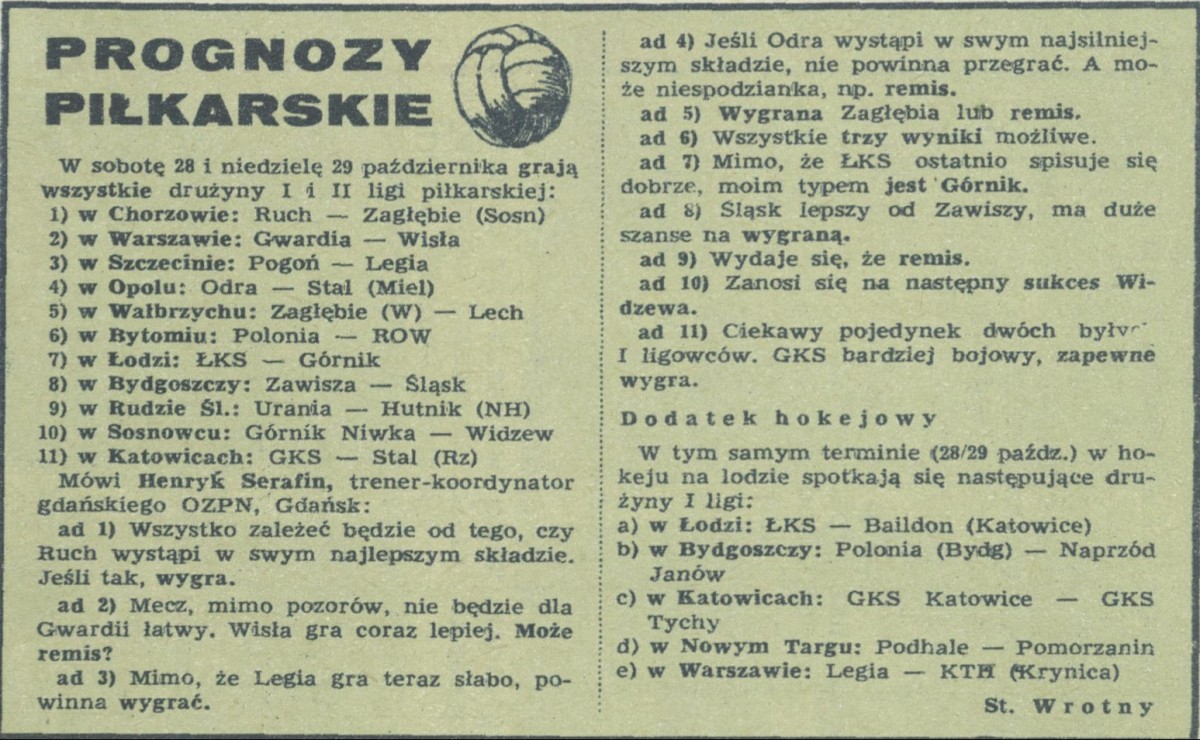 PROGNOZY
PIŁKARSKIE
W sobotę 28 i niedzielę 29 października grają
wszystkie drużyny I i II ligi piłkarskiej:
1) w Chorzowie: Ruch — Zagłębie (Sosn)
2) w Warszawie: Gwardia — Wisła
3) w Szczecinie: Pogoń — Legia
4) w Opolu: Odra — Stal (Miel)
5) w Wałbrzychu: Zagłębie (W) — Lech
6) w Bytomiu: Polonia — ROW
7) w Łodzi: ŁKS — Górnik
8) w Bydgoszczy: Zawisza — Śląsk
9) w Rudzie Śl.: Urania — Hutnik (NH)
10) w Sosnowcu: Górnik Niwka — Widzew
11) w Katowicach: GKS — Stal (Rz)
Mówi Henryk Serafin, trener-koordynator
gdańskiego OZPN, Gdańsk:
ad 1) Wszystko zależeć będzie od tego, czy
Ruch wystąpi w swym najlepszym składzie.
Jeśli tak, wygra.
ad 2) Mecz, mimo pozorów, nie będzie dla
Gwardii łatwy. Wisła gra coraz lepiej. Może
remis?
ad 3) Mimo, że Legia gra teraz słabo, po-
winna wygrać.
ad 4) Jeśli Odra wystąpi w swym najsilniej-
szym składzie, nie powinna przegrać. A mo-
że niespodzianka, np. remis.
ad 5) Wygrana Zagłębia lub remis.
ad 6) Wszystkie trzy wyniki możliwe.
ad 7) Mimo, że ŁKS ostatnio spisuje się
dobrze, moim typem jest Górnik.
ad 8) Śląsk lepszy od Zawiszy, ma duże
szanse na wygraną.
ad 9) Wydaje się, że remis.
ad 10) Zanosi się na następny sukces Wi-
dzewa.
ad 11) Ciekawy pojedynek dwóch
I ligowców. GKS bardziej bojowy, zapewne
wygra.
Dodatek hokejowy
W tym samym terminie (28/29 paźdz.) w ho-
keju na lodzie spotkają się następujące dru-
żyny I ligi:
a) w Łodzi: ŁKS — Baildon (Katowice)
b) w Bydgoszczy: Polonia (Bydg) — Naprzód
Janów
c) w Katowicach: GKS Katowice — GKS
Tychy
d) w Nowym Targu: Podhale — Pomorzanin
e) w Warszawie: Legia — KTH (Krynica)
St. Wrotny